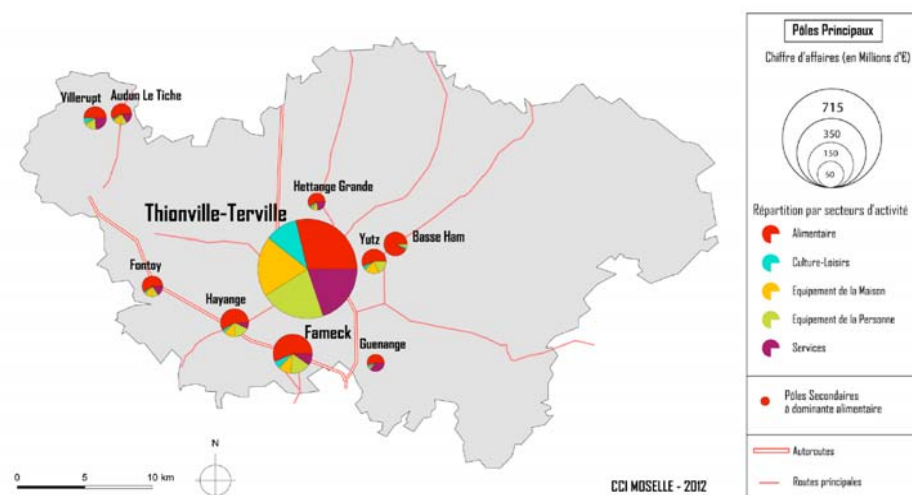 Pôles Principaux
Chiffre d'affaires (en Millions d'€)
715
350
150
50
Répartition par secteurs d'activité
Alimentaire
Culture-Loisirs
Equipement de la Maison
Equipement de la Personne
Services
Pôles Secondaires
à dominante alimentaire
Autoroutes
Routes principales
Villerupt
Audun Le Tiche
Hettange Grande
Thionville-Terville
Yutz
Basse Ham
Fontoy
Hayange
Fameck
Guenange
N
0 5 10 km
CCI MOSELLE - 2012